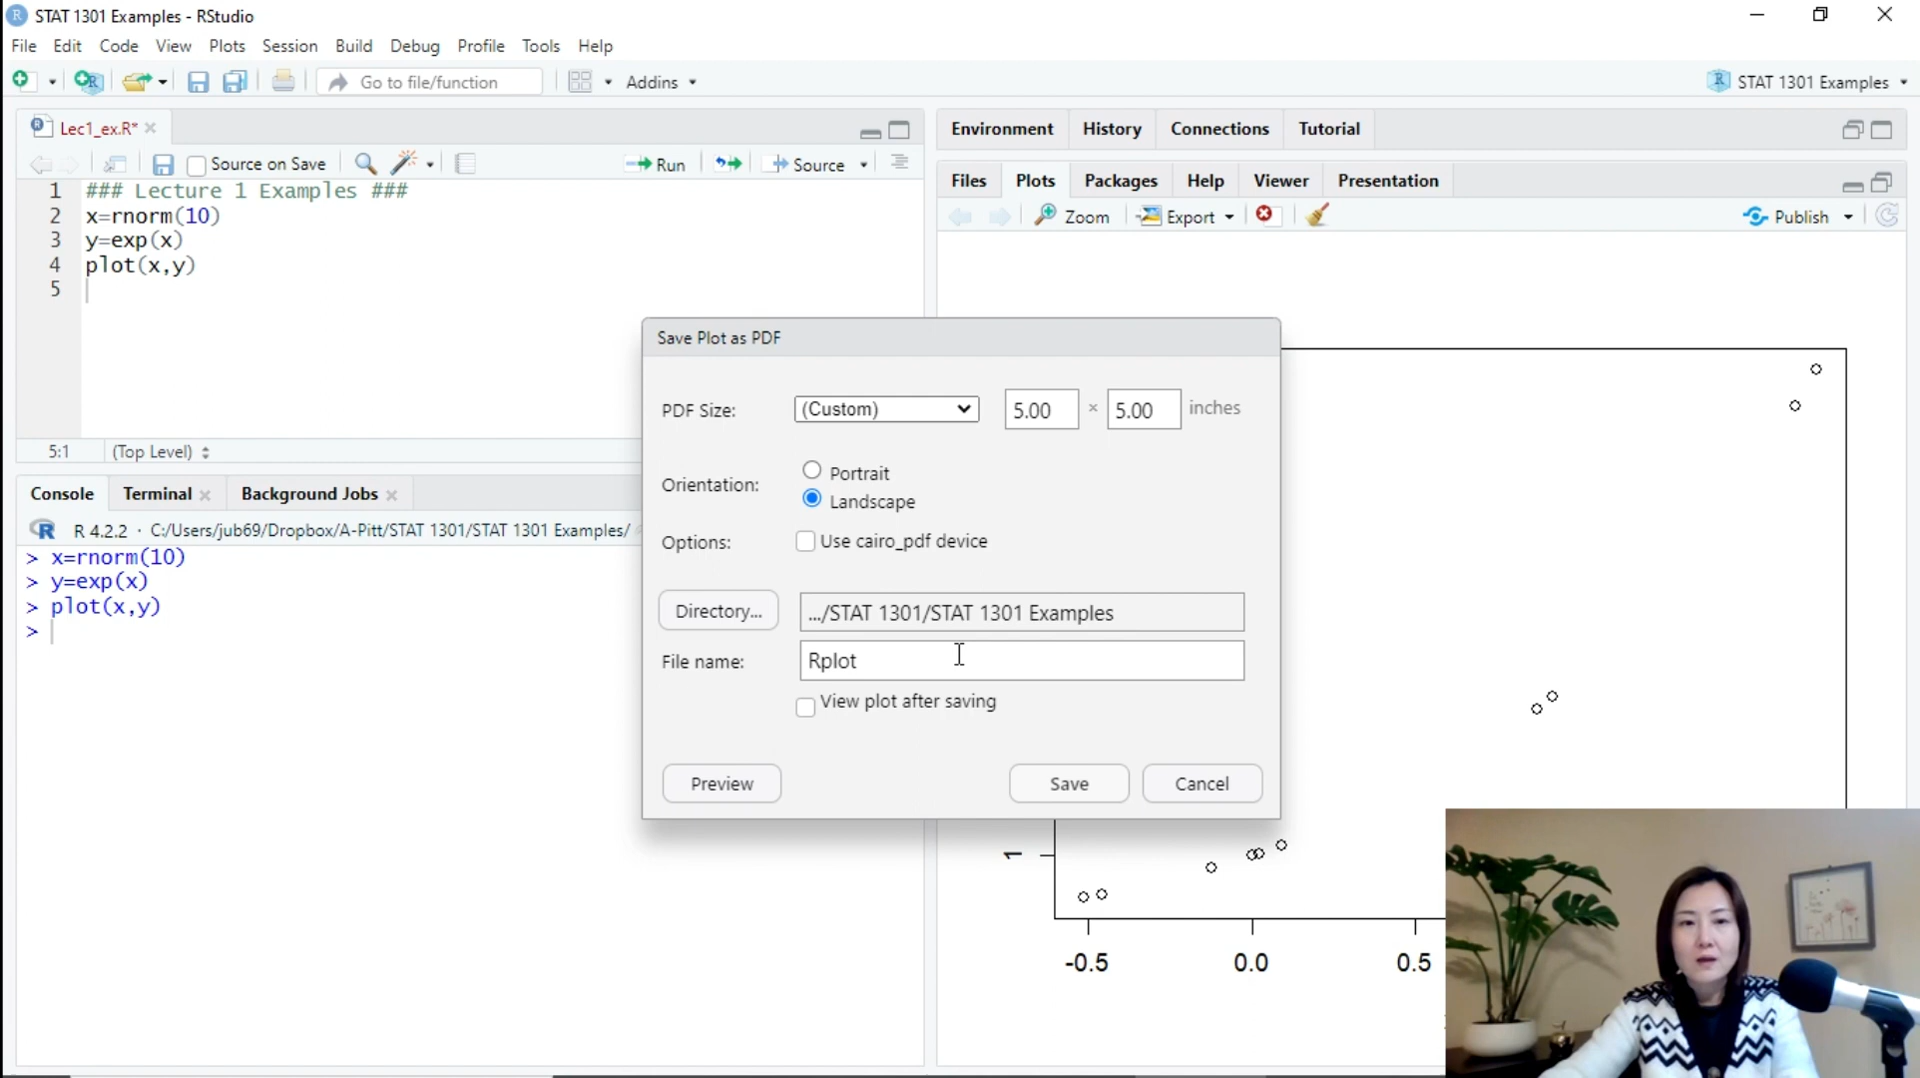 STAT 1301 Examples - RStudio
File Edit Code View Plots Session Build Debug Profile Tools Help
Go to file/function Addins STAT 1301 Examples
Lec1_ex.R*
Source on Save Run Source
1 ### Lecture 1 Examples ###
2 x=rnorm(10)
3 y=exp(x)
4 plot(x,y)
5
5:1 (Top Level)
Console Terminal Background Jobs
R 4.2.2 · C:/Users/jub69/Dropbox/A-Pitt/STAT 1301/STAT 1301 Examples/
> x=rnorm(10)
> y=exp(x)
> plot(x,y)
>
Environment History Connections Tutorial
Files Plots Packages Help Viewer Presentation
Zoom Export Publish
Save Plot as PDF
PDF Size: (Custom) 5.00 × 5.00 inches
Orientation: Portrait
Landscape
Options: Use cairo_pdf device
Directory... .../STAT 1301/STAT 1301 Examples
File name: Rplot
View plot after saving
Preview Save Cancel
1
-0.5 0.0 0.5